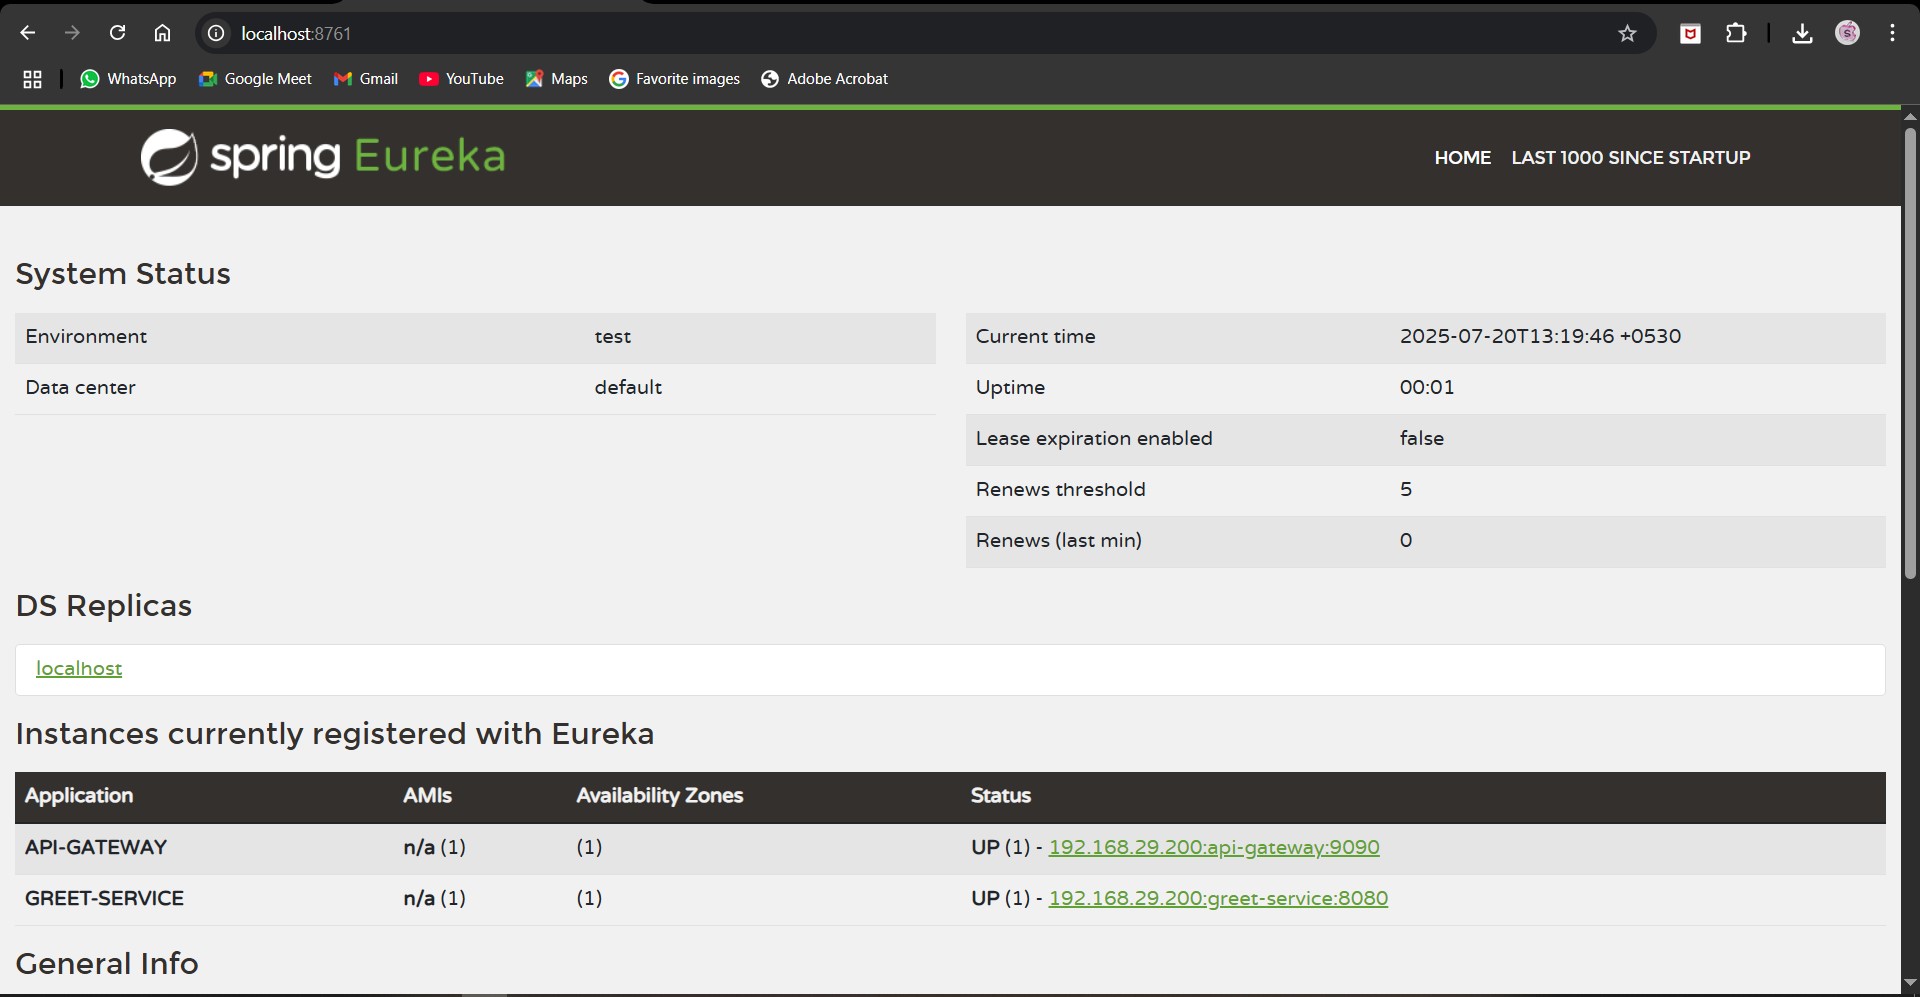 localhost:8761
WhatsApp Google Meet Gmail YouTube Maps Favorite images Adobe Acrobat
spring Eureka
HOME LAST 1000 SINCE STARTUP
System Status
Environment test
Data center default
Current time 2025-07-20T13:19:46 +0530
Uptime 00:01
Lease expiration enabled false
Renews threshold 5
Renews (last min) 0
DS Replicas
localhost
Instances currently registered with Eureka
Application AMIs Availability Zones Status
API-GATEWAY n/a (1) (1) UP (1) - 192.168.29.200:api-gateway:9090
GREET-SERVICE n/a (1) (1) UP (1) - 192.168.29.200:greet-service:8080
General Info